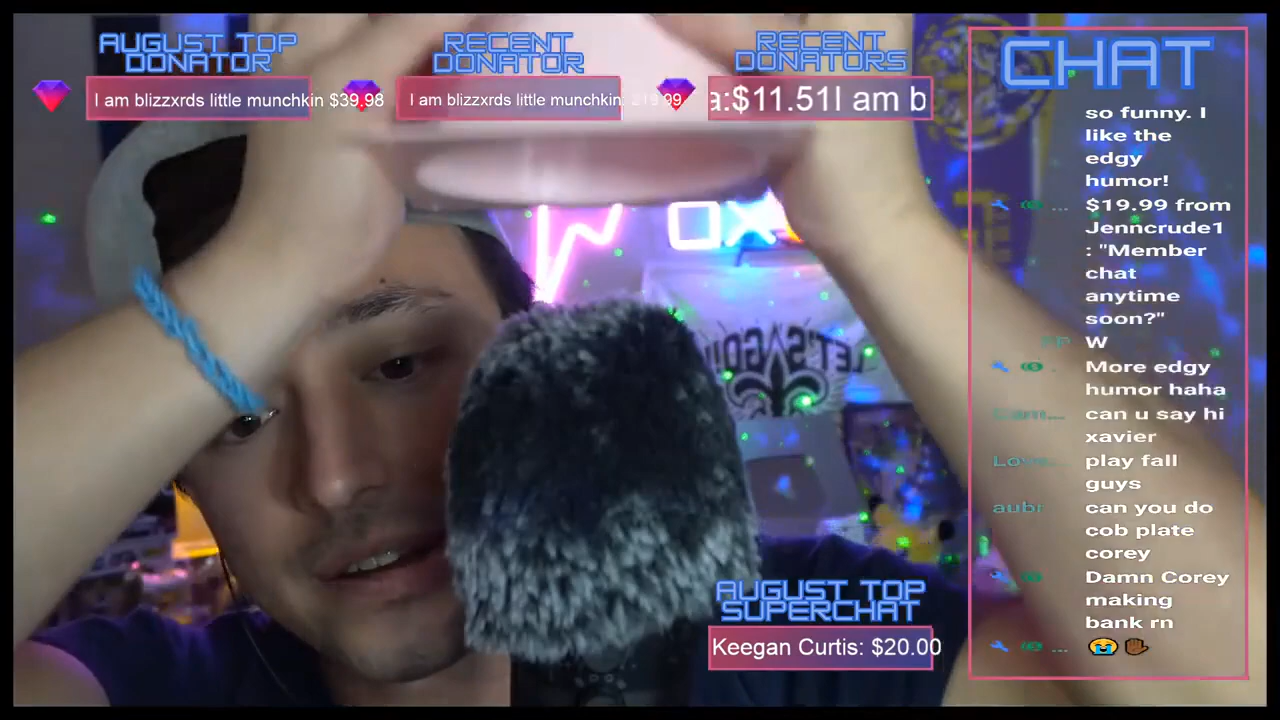 AUGUST TOP
DONATOR
I am blizzxrds little munchkin $39.98
RECENT
DONATOR
I am blizzxrds little munchkin:
RECENT
DONATORS
a:$11.51I am b
CHAT
so funny. I
like the
edgy
humor!
$19.99 from
Jenncrude1
: "Member
chat
anytime
soon?"
W
More edgy
humor haha
can u say hi
xavier
play fall
guys
aubr
can you do
cob plate
corey
Damn Corey
making
bank rn
😭✋🏾
LET'S GO!!
AUGUST TOP
SUPERCHAT
Keegan Curtis: $20.00